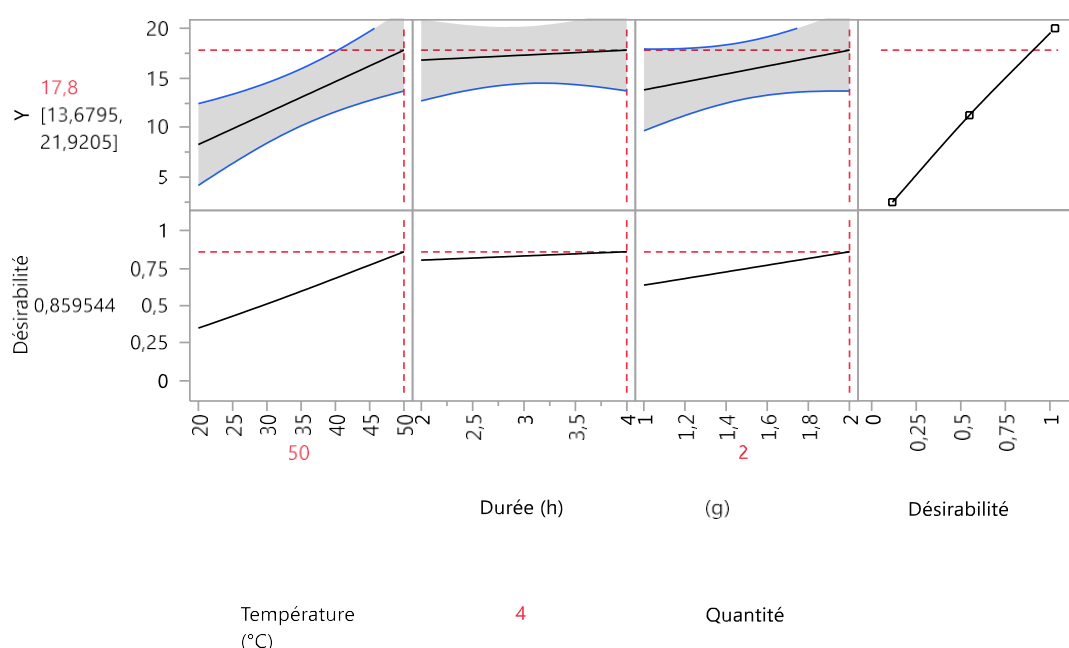 20
15
10
5
Y
17,8
[13,6795,
21,9205]
1
0,75
0,5
0,25
0
Désirabilité
0,859544
20 25 30 35 40 45 50
2 2,5 3 3,5 4
1 1,2 1,4 1,6 1,8 2
0 0,25 0,5 0,75 1
50
2
Durée (h)
(g)
Désirabilité
Température
(°C)
4
Quantité